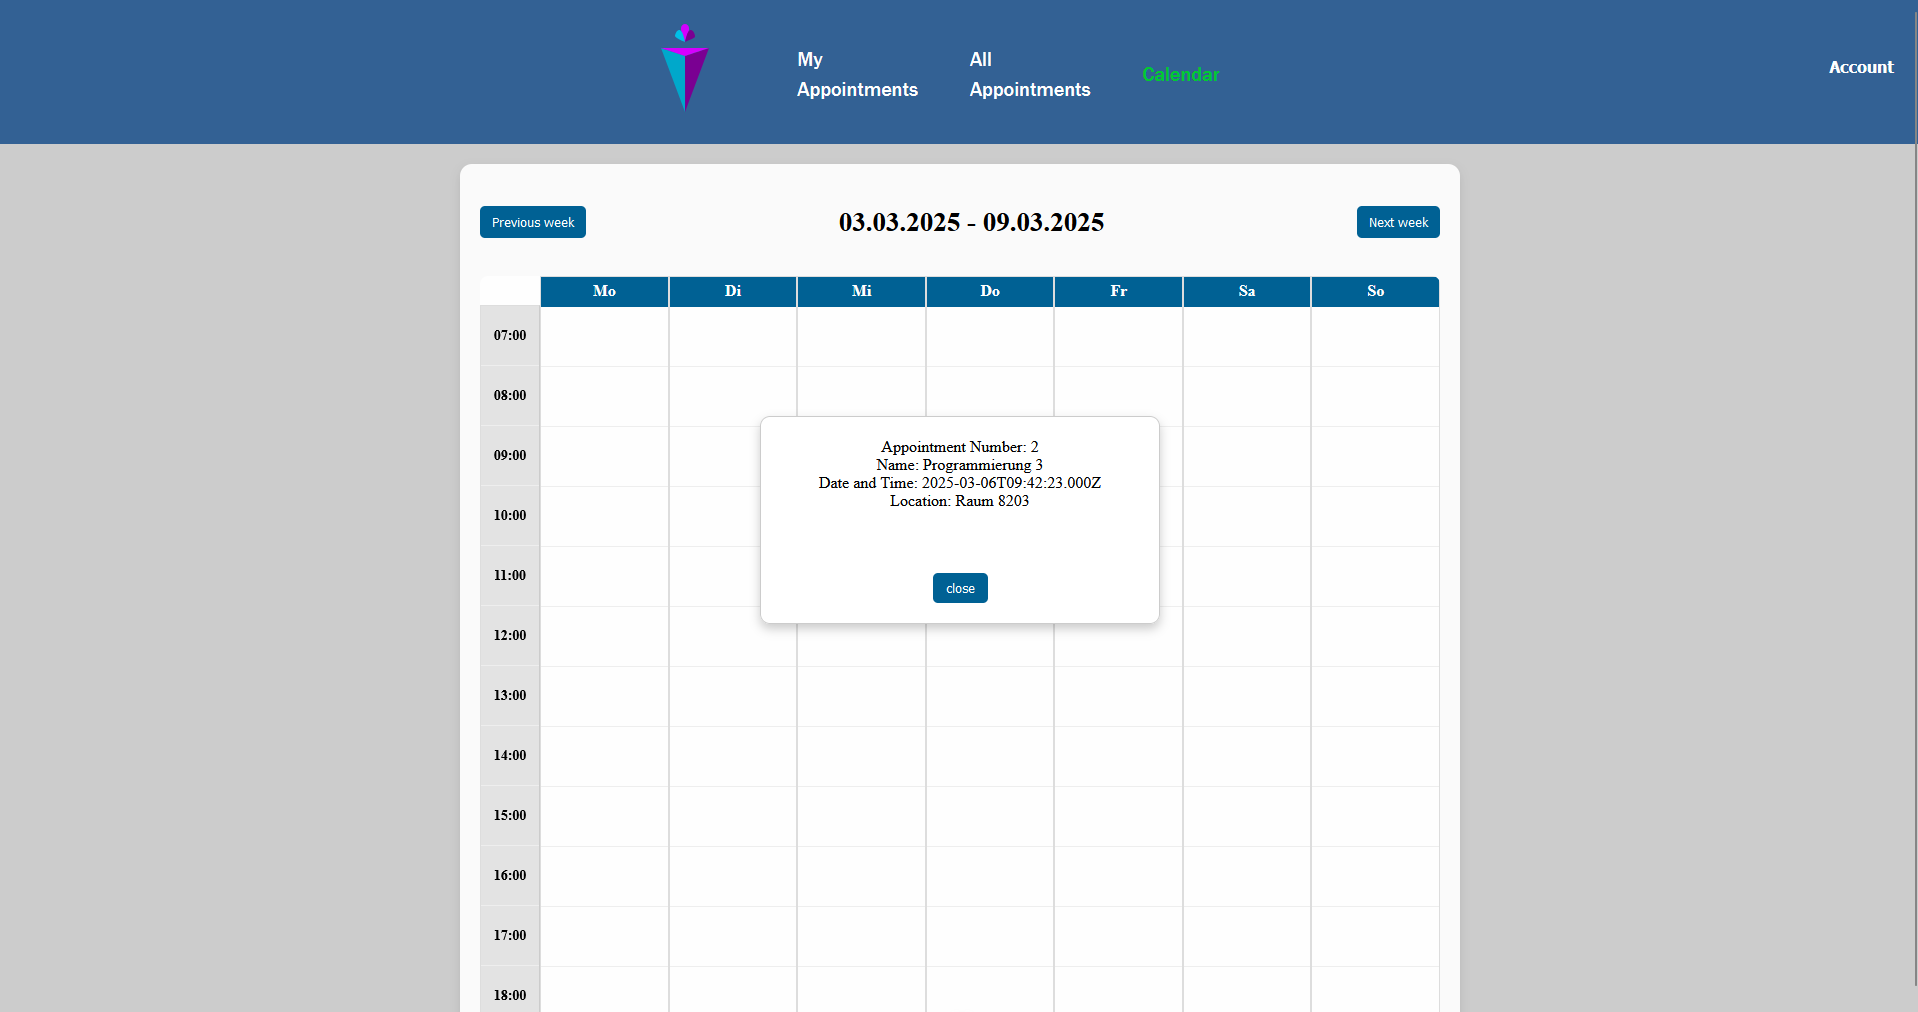 My
Appointments
All
Appointments
Calendar
Account
Previous week
03.03.2025 - 09.03.2025
Next week
Mo Di Mi Do Fr Sa So
07:00
08:00
Appointment Number: 2
09:00
Name: Programmierung 3
Date and Time: 2025-03-06T09:42:23.000Z
Location: Raum 8203
10:00
11:00
close
12:00
13:00
14:00
15:00
16:00
17:00
18:00